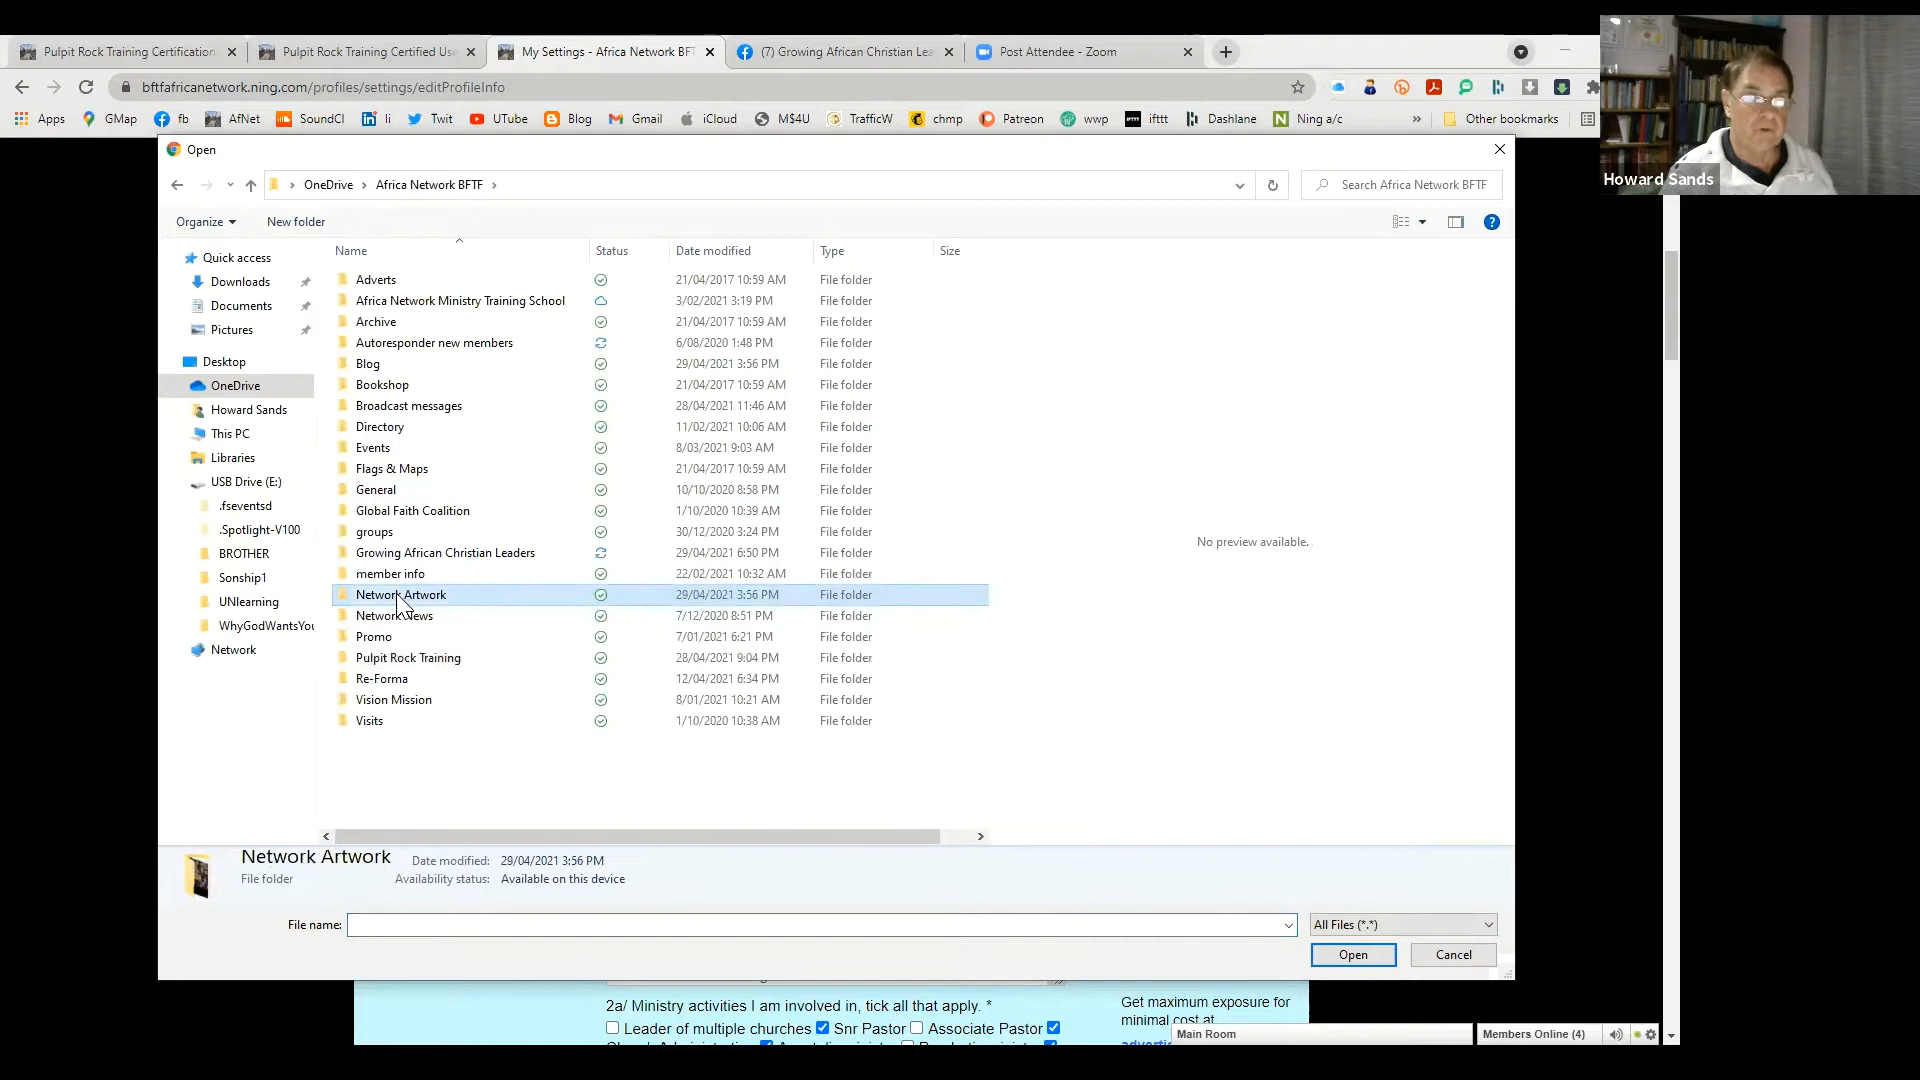 Pulpit Rock Training Certification
Pulpit Rock Training Certified Use
My Settings - Africa Network BFT
(7) Growing African Christian Lea
Post Attendee - Zoom
bftfafricanetwork.ning.com/profiles/settings/editProfileInfo
Apps GMap fb AfNet SoundCl li Twit UTube Blog Gmail iCloud M$4U TrafficW chmp Patreon wwp ifttt Dashlane Ning a/c » Other bookmarks
Howard Sands
Open
OneDrive > Africa Network BFTF >
Search Africa Network BFTF
Organize
New folder
Name Status Date modified Type Size
Quick access
Downloads
Documents
Pictures
Desktop
OneDrive
Howard Sands
This PC
Libraries
USB Drive (E:)
.fseventsd
.Spotlight-V100
BROTHER
Sonship1
UNlearning
WhyGodWantsYou
Network
Adverts 21/04/2017 10:59 AM File folder
Africa Network Ministry Training School 3/02/2021 3:19 PM File folder
Archive 21/04/2017 10:59 AM File folder
Autoresponder new members 6/08/2020 1:48 PM File folder
Blog 29/04/2021 3:56 PM File folder
Bookshop 21/04/2017 10:59 AM File folder
Broadcast messages 28/04/2021 11:46 AM File folder
Directory 11/02/2021 10:06 AM File folder
Events 8/03/2021 9:03 AM File folder
Flags & Maps 21/04/2017 10:59 AM File folder
General 10/10/2020 8:58 PM File folder
Global Faith Coalition 1/10/2020 10:39 AM File folder
groups 30/12/2020 3:24 PM File folder
Growing African Christian Leaders 29/04/2021 6:50 PM File folder
member info 22/02/2021 10:32 AM File folder
Network Artwork 29/04/2021 3:56 PM File folder
Network News 7/12/2020 8:51 PM File folder
Promo 7/01/2021 6:21 PM File folder
Pulpit Rock Training 28/04/2021 9:04 PM File folder
Re-Forma 12/04/2021 6:34 PM File folder
Vision Mission 8/01/2021 10:21 AM File folder
Visits 1/10/2020 10:38 AM File folder
No preview available.
Network Artwork Date modified: 29/04/2021 3:56 PM
File folder Availability status: Available on this device
File name:
All Files (*.*)
Open Cancel
2a/ Ministry activities I am involved in, tick all that apply. *
Leader of multiple churches Snr Pastor Associate Pastor
Get maximum exposure for
minimal cost at
Main Room
Members Online (4)